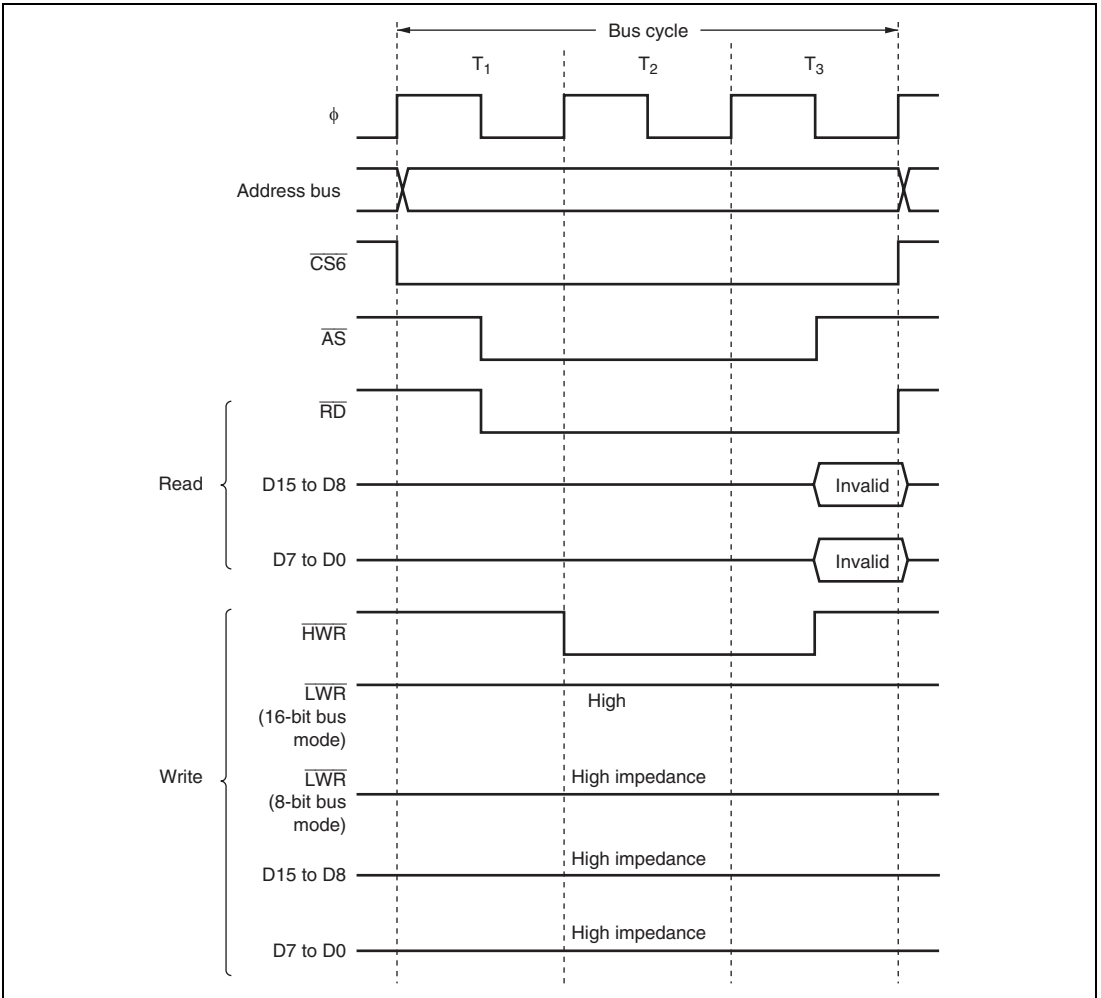 Bus cycle
T1 T2 T3
ϕ
Address bus
CS6
AS
RD
Read
D15 to D8
Invalid
D7 to D0
Invalid
HWR
LWR
(16-bit bus
mode)
High
Write
LWR
(8-bit bus
mode)
High impedance
D15 to D8
High impedance
D7 to D0
High impedance